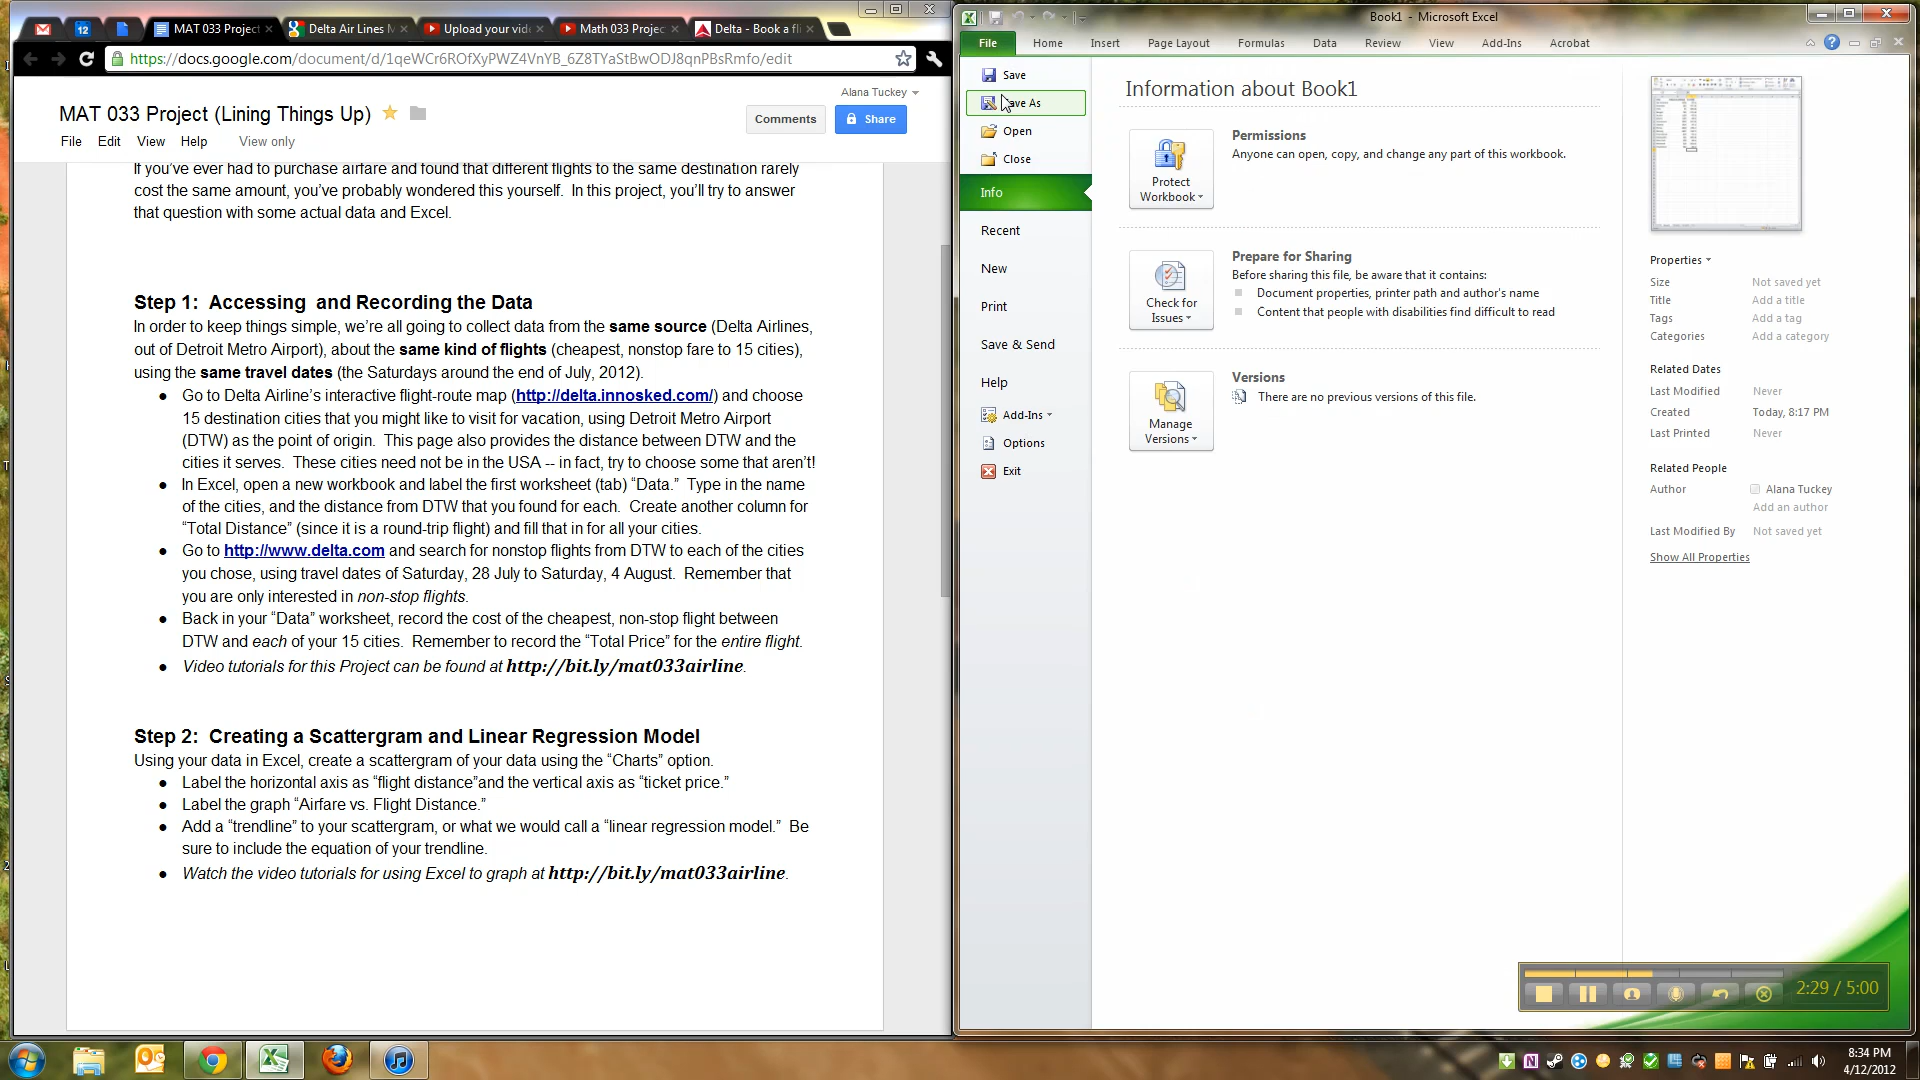 MAT 033 Project
Delta Air Lines M
Upload your vide
Math 033 Projec
Delta - Book a fli
12
https://docs.google.com/document/d/1qeWCr6ROfXyPWZ4VnYB_6Z8TYaStBwODJ8qnPBsRmfo/edit
Alana Tuckey
MAT 033 Project (Lining Things Up)
Comments
Share
File Edit View Help View only
If you've ever had to purchase airfare and found that different flights to the same destination rarely
cost the same amount, you've probably wondered this yourself. In this project, you'll try to answer
that question with some actual data and Excel.
Step 1: Accessing and Recording the Data
In order to keep things simple, we're all going to collect data from the same source (Delta Airlines,
out of Detroit Metro Airport), about the same kind of flights (cheapest, nonstop fare to 15 cities),
using the same travel dates (the Saturdays around the end of July, 2012).
● Go to Delta Airline's interactive flight-route map (http://delta.innosked.com/) and choose
15 destination cities that you might like to visit for vacation, using Detroit Metro Airport
(DTW) as the point of origin. This page also provides the distance between DTW and the
cities it serves. These cities need not be in the USA -- in fact, try to choose some that aren't!
● In Excel, open a new workbook and label the first worksheet (tab) "Data." Type in the name
of the cities, and the distance from DTW that you found for each. Create another column for
"Total Distance" (since it is a round-trip flight) and fill that in for all your cities.
● Go to http://www.delta.com and search for nonstop flights from DTW to each of the cities
you chose, using travel dates of Saturday, 28 July to Saturday, 4 August. Remember that
you are only interested in non-stop flights.
● Back in your "Data" worksheet, record the cost of the cheapest, non-stop flight between
DTW and each of your 15 cities. Remember to record the "Total Price" for the entire flight.
● Video tutorials for this Project can be found at http://bit.ly/mat033airline.
Step 2: Creating a Scattergram and Linear Regression Model
Using your data in Excel, create a scattergram of your data using the "Charts" option.
● Label the horizontal axis as "flight distance"and the vertical axis as "ticket price."
● Label the graph "Airfare vs. Flight Distance."
● Add a "trendline" to your scattergram, or what we would call a "linear regression model." Be
sure to include the equation of your trendline.
● Watch the video tutorials for using Excel to graph at http://bit.ly/mat033airline.
Book1 - Microsoft Excel
File Home Insert Page Layout Formulas Data Review View Add-Ins Acrobat
Save
ave As
Open
Close
Info
Recent
New
Print
Save & Send
Help
Add-Ins
Options
Exit
Information about Book1
Protect
Workbook
Permissions
Anyone can open, copy, and change any part of this workbook.
Check for
Issues
Prepare for Sharing
Before sharing this file, be aware that it contains:
Document properties, printer path and author's name
Content that people with disabilities find difficult to read
Manage
Versions
Versions
There are no previous versions of this file.
Properties
Size Not saved yet
Title Add a title
Tags Add a tag
Categories Add a category
Related Dates
Last Modified Never
Created Today, 8:17 PM
Last Printed Never
Related People
Author Alana Tuckey
Add an author
Last Modified By Not saved yet
Show All Properties
2:29 / 5:00
8:34 PM
4/12/2012